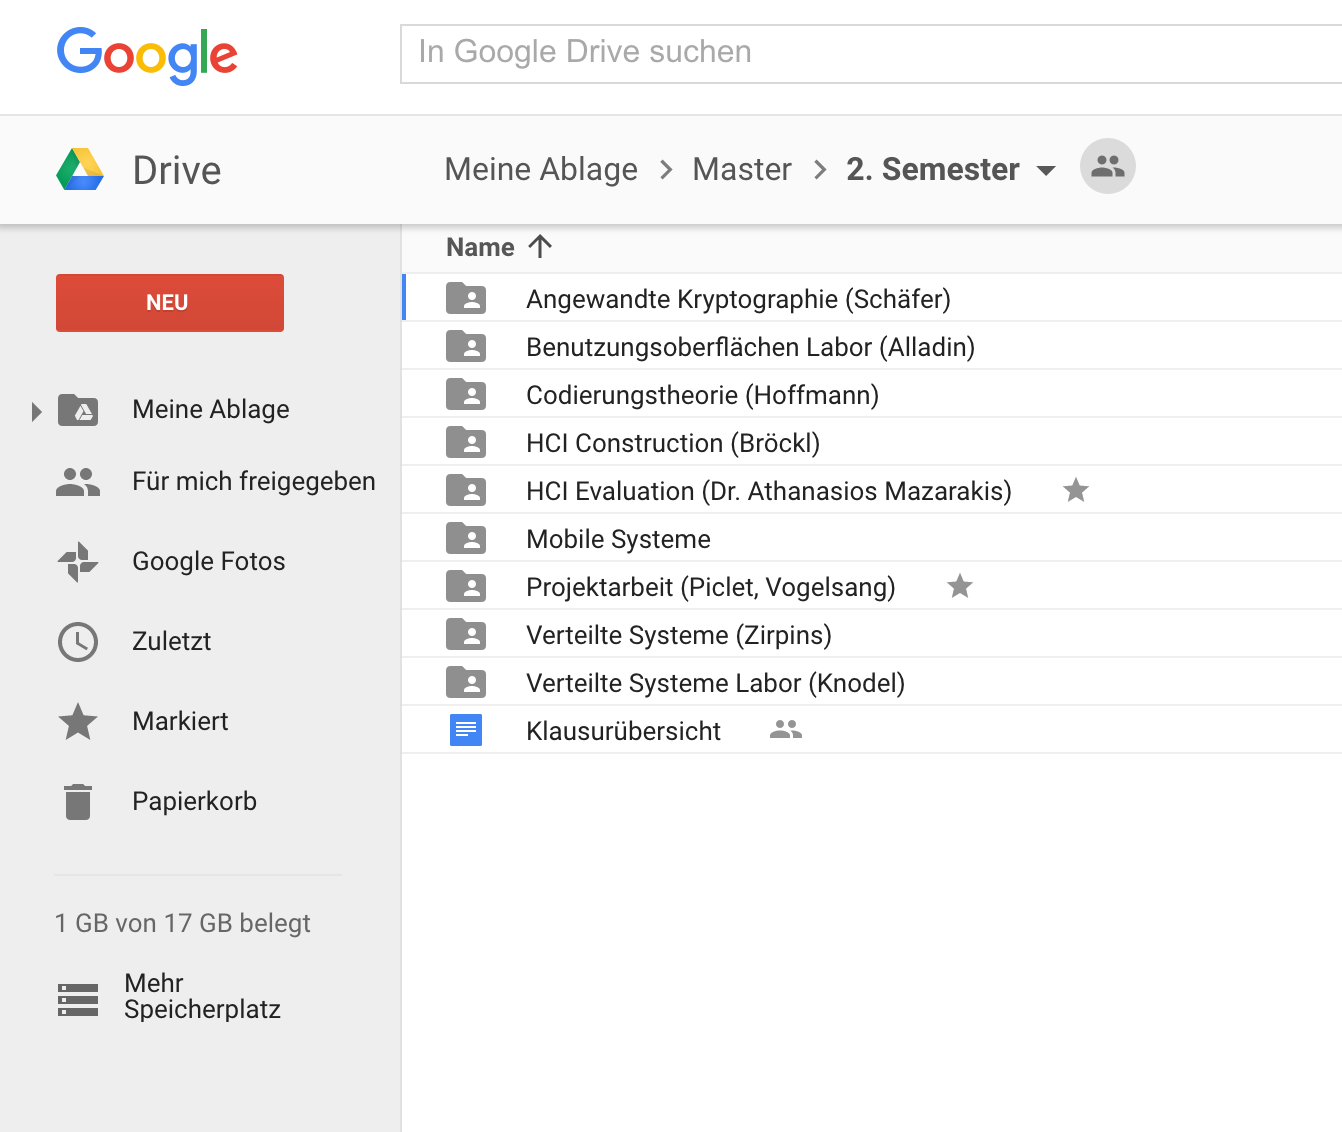 Google
In Google Drive suchen
Drive
Meine Ablage > Master > 2. Semester
Name
NEU
Meine Ablage
Für mich freigegeben
Google Fotos
Zuletzt
Markiert
Papierkorb
1 GB von 17 GB belegt
Mehr
Speicherplatz
Angewandte Kryptographie (Schäfer)
Benutzungsoberflächen Labor (Alladin)
Codierungstheorie (Hoffmann)
HCI Construction (Bröckl)
HCI Evaluation (Dr. Athanasios Mazarakis)
Mobile Systeme
Projektarbeit (Piclet, Vogelsang)
Verteilte Systeme (Zirpins)
Verteilte Systeme Labor (Knodel)
Klausurübersicht